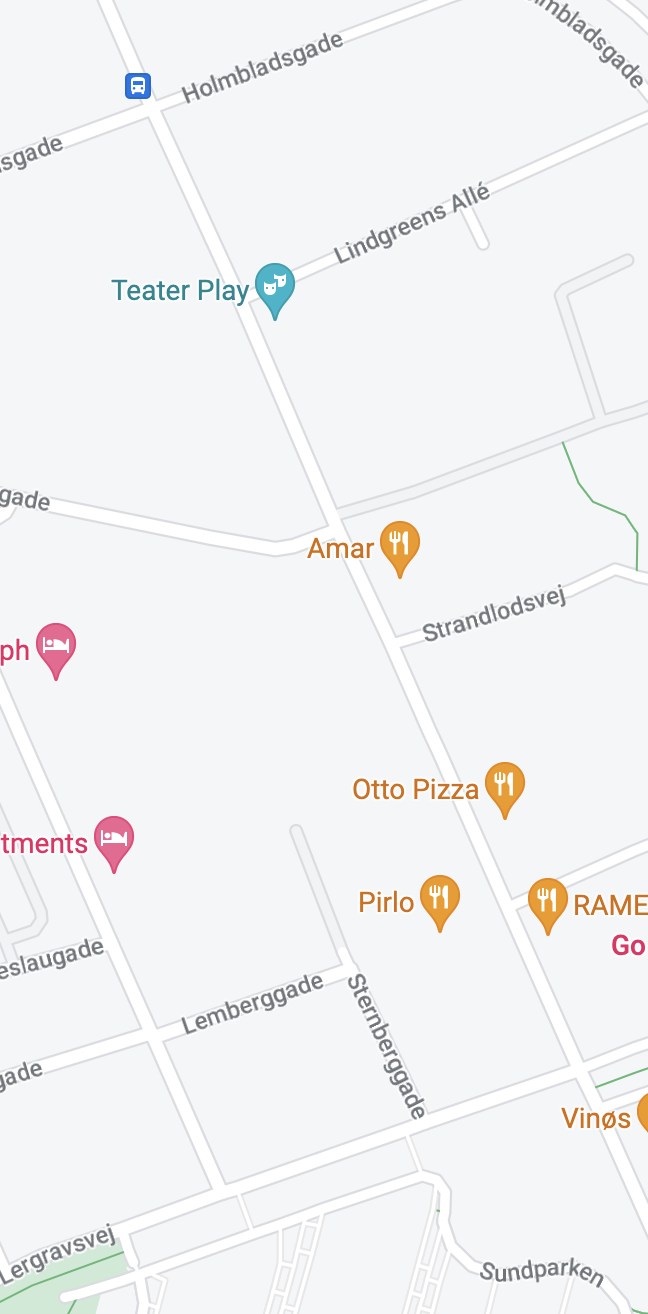 Holmbladsgade
lmbladsgade
sgade
Lindgreens Allé
Teater Play
gade
Amar
Strandlodsvej
ph
Otto Pizza
tments
Pirlo
RAME
Go
eslaugade
Lemberggade
Sternberggade
gade
Vinøs
Lergravsvej
Sundparken